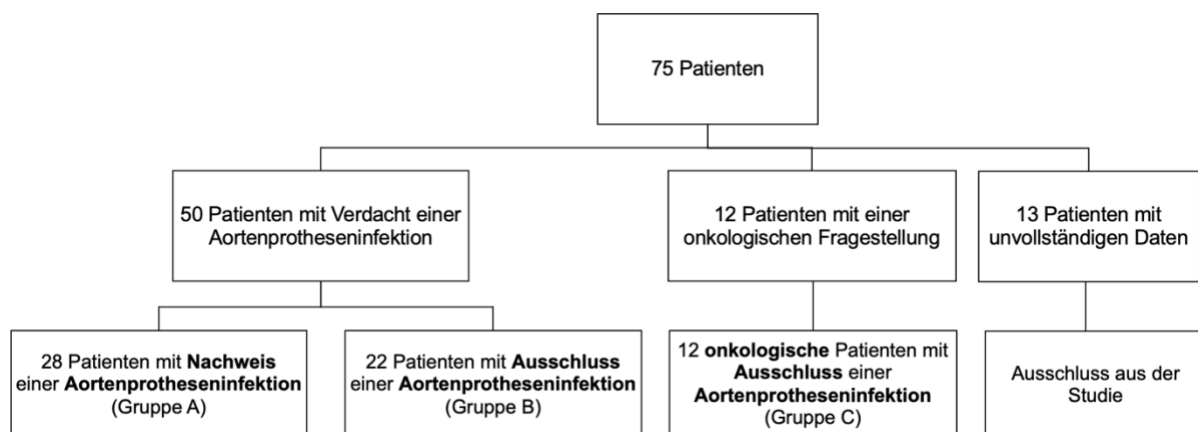 75 Patienten
50 Patienten mit Verdacht einer
Aortenprotheseninfektion
12 Patienten mit einer
onkologischen Fragestellung
13 Patienten mit
unvollständigen Daten
28 Patienten mit Nachweis
einer Aortenprotheseninfektion
(Gruppe A)
22 Patienten mit Ausschluss
einer Aortenprotheseninfektion
(Gruppe B)
12 onkologische Patienten mit
Ausschluss einer
Aortenprotheseninfektion
(Gruppe C)
Ausschluss aus der
Studie